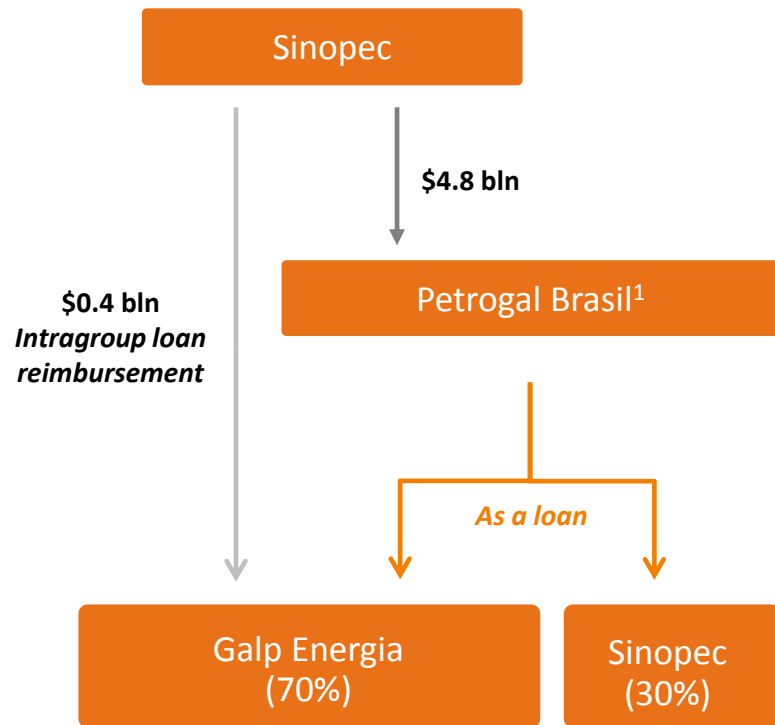 Sinopec
$4.8 bln
Petrogal Brasil¹
$0.4 bln
Intragroup loan
reimbursement
As a loan
Galp Energia
(70%)
Sinopec
(30%)